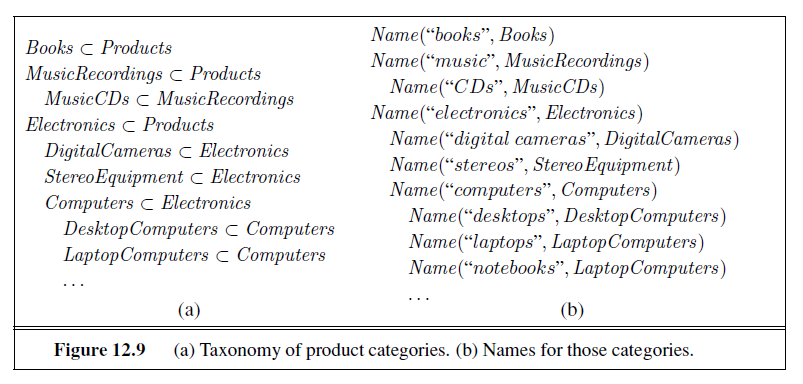 Books ⊂ Products
MusicRecordings ⊂ Products
MusicCDs ⊂ MusicRecordings
Electronics ⊂ Products
DigitalCameras ⊂ Electronics
StereoEquipment ⊂ Electronics
Computers ⊂ Electronics
DesktopComputers ⊂ Computers
LaptopComputers ⊂ Computers
...
(a)
Name(“books”, Books)
Name(“music”, MusicRecordings)
Name(“CDs”, MusicCDs)
Name(“electronics”, Electronics)
Name(“digital cameras”, DigitalCameras)
Name(“stereos”, StereoEquipment)
Name(“computers”, Computers)
Name(“desktops”, DesktopComputers)
Name(“laptops”, LaptopComputers)
Name(“notebooks”, LaptopComputers)
...
(b)
Figure 12.9 (a) Taxonomy of product categories. (b) Names for those categories.